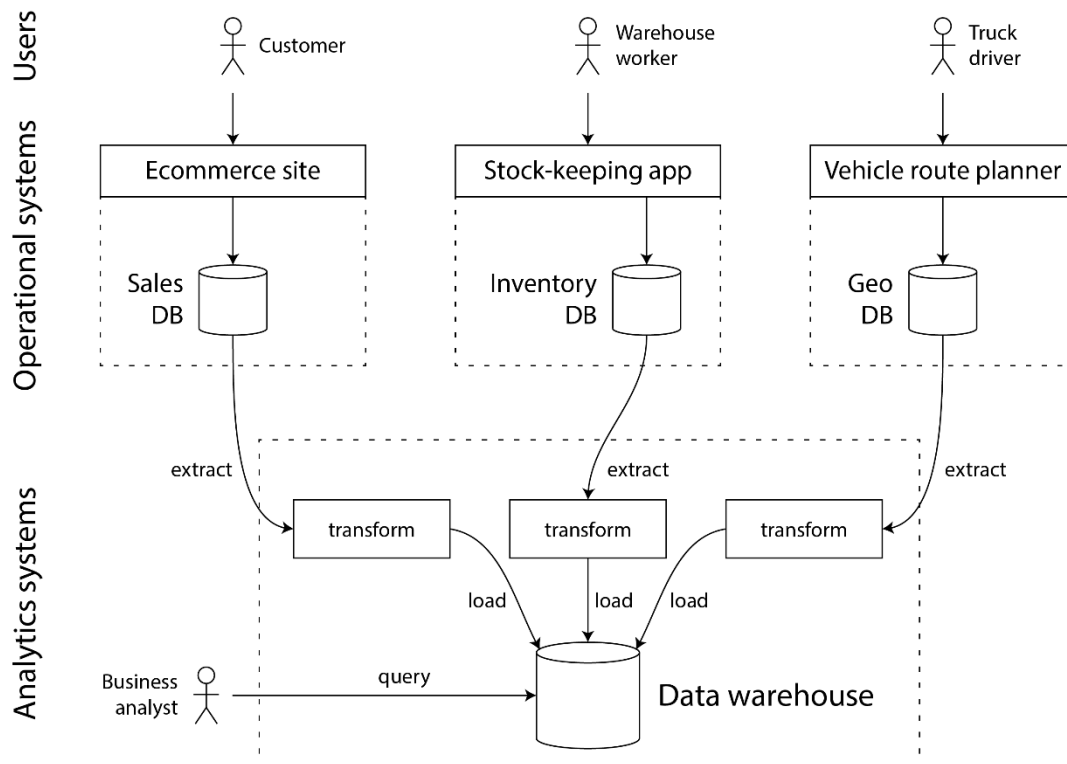 Users
Customer
Warehouse
worker
Truck
driver
Operational systems
Ecommerce site
Stock-keeping app
Vehicle route planner
Sales
DB
Inventory
DB
Geo
DB
Analytics systems
extract
extract
extract
transform
transform
transform
load
load
load
Business
analyst
query
Data warehouse